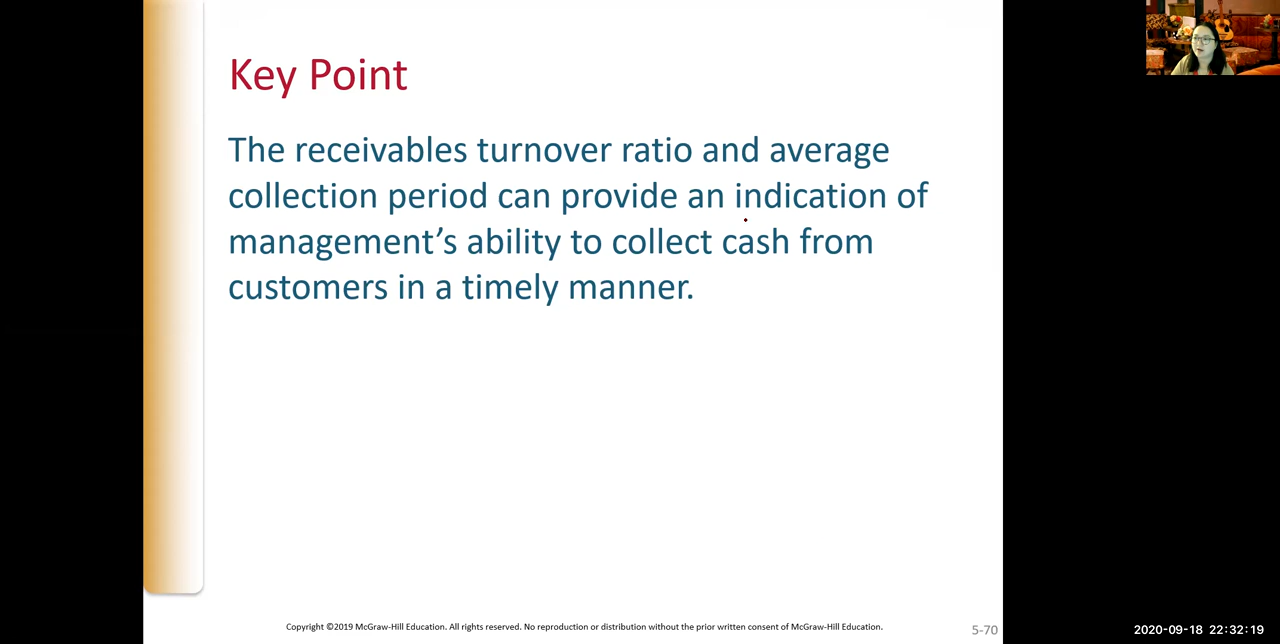 Key Point
The receivables turnover ratio and average
collection period can provide an indication of
management’s ability to collect cash from
customers in a timely manner.
Copyright ©2019 McGraw-Hill Education. All rights reserved. No reproduction or distribution without the prior written consent of McGraw-Hill Education.
5-70
2020-09-18 22:32:19